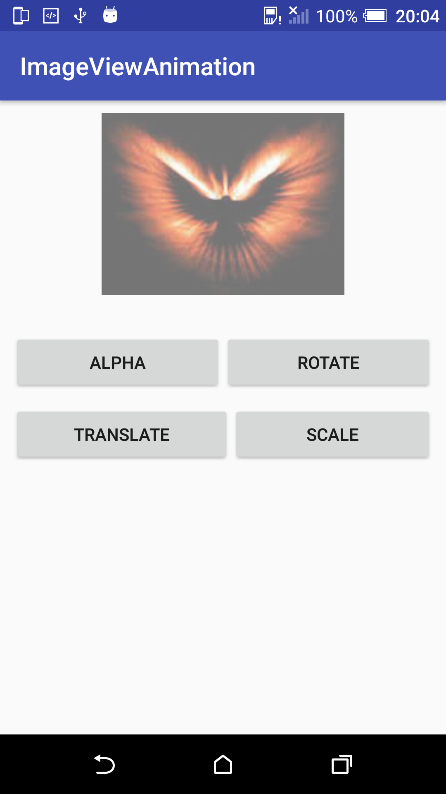 100% 20:04
ImageViewAnimation
ALPHA ROTATE
TRANSLATE SCALE